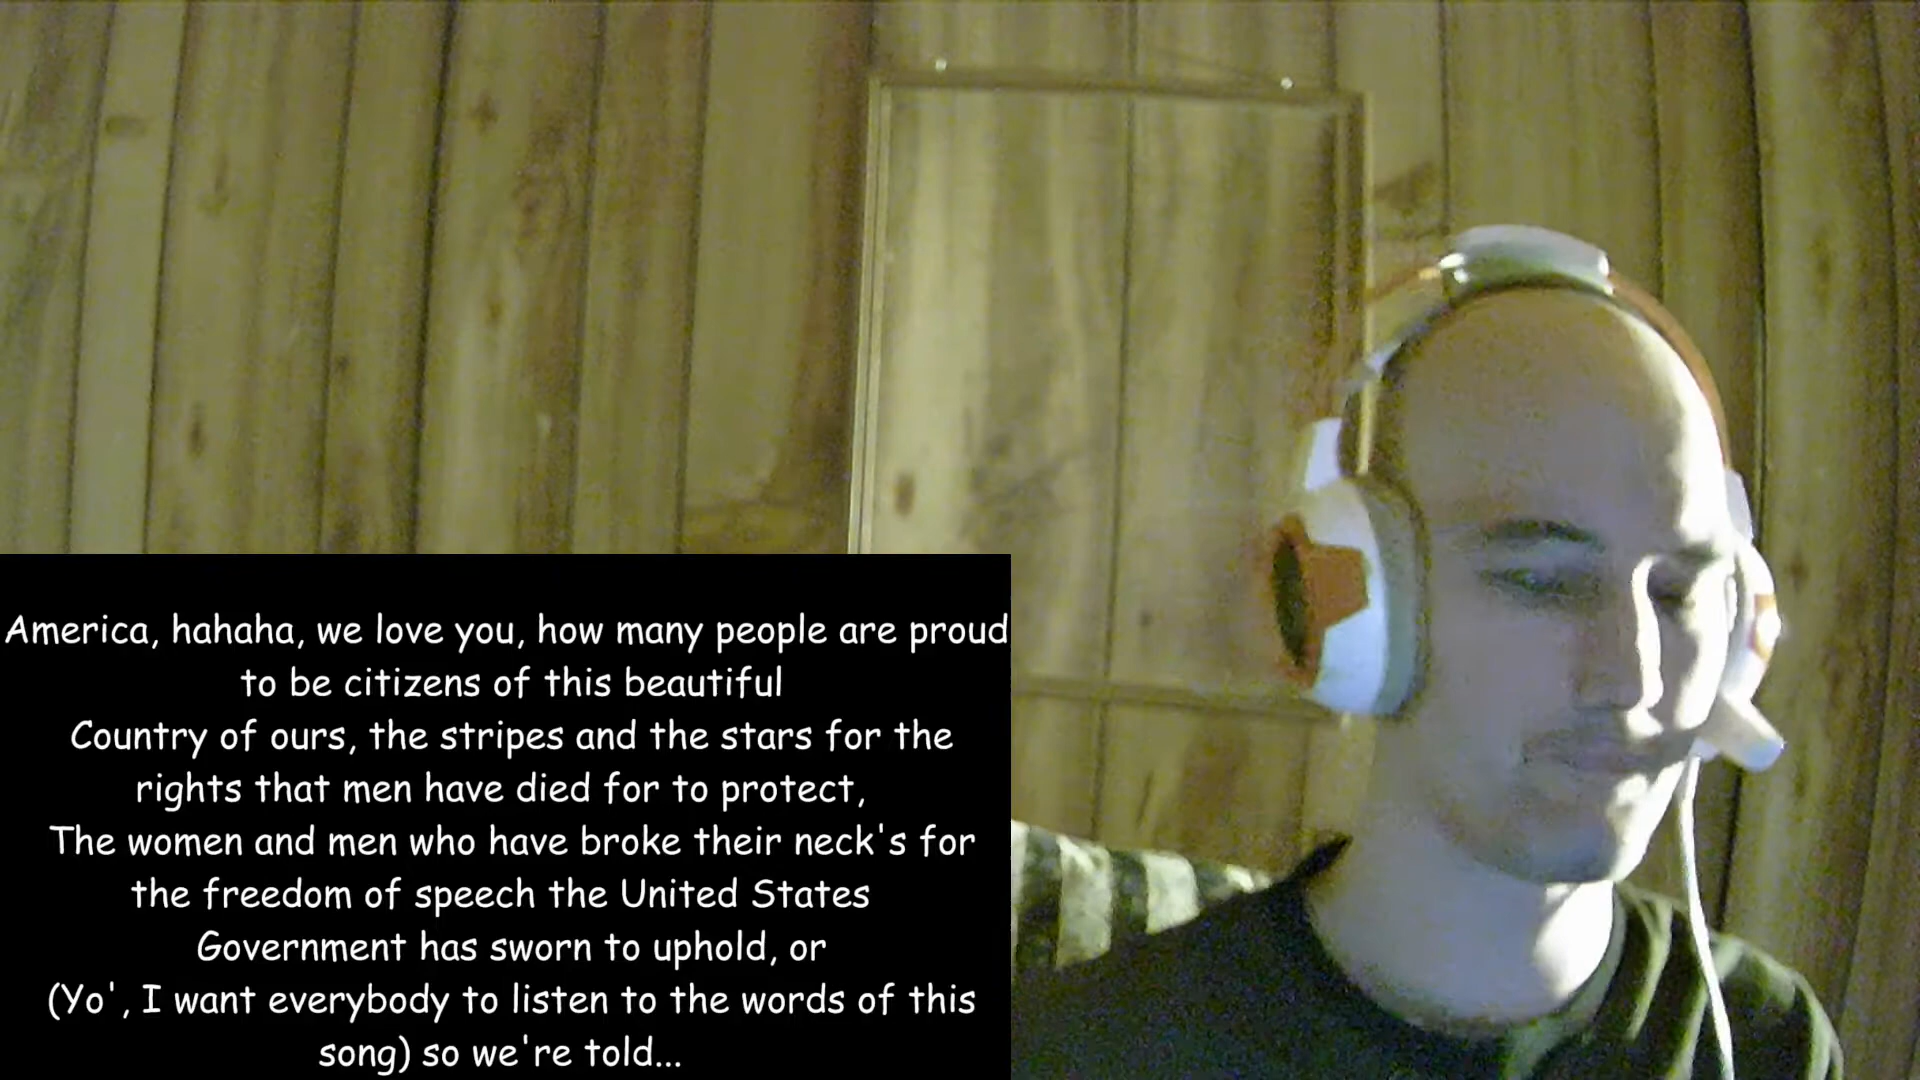 America, hahaha, we love you, how many people are proud
to be citizens of this beautiful
Country of ours, the stripes and the stars for the
rights that men have died for to protect,
The women and men who have broke their neck's for
the freedom of speech the United States
Government has sworn to uphold, or
(Yo', I want everybody to listen to the words of this
song) so we're told...